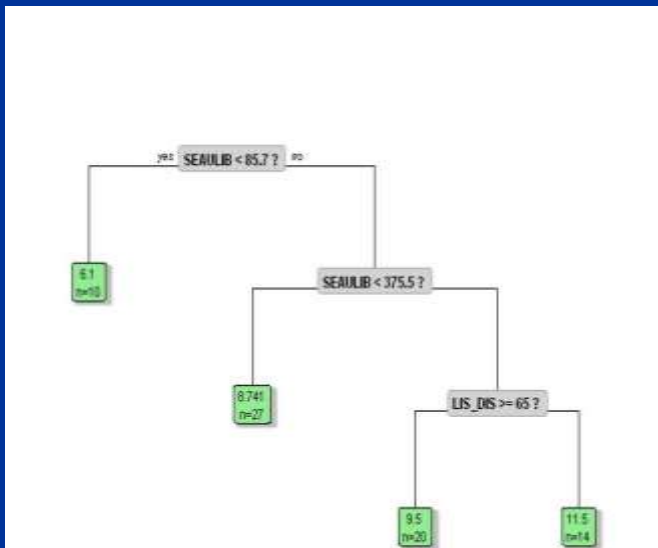 yes SEAULIB < 85.7 ? no
6.1
n=10
SEAULIB < 375.5 ?
8.741
n=27
LIS_DIS >= 65 ?
9.5
n=20
11.5
n=14